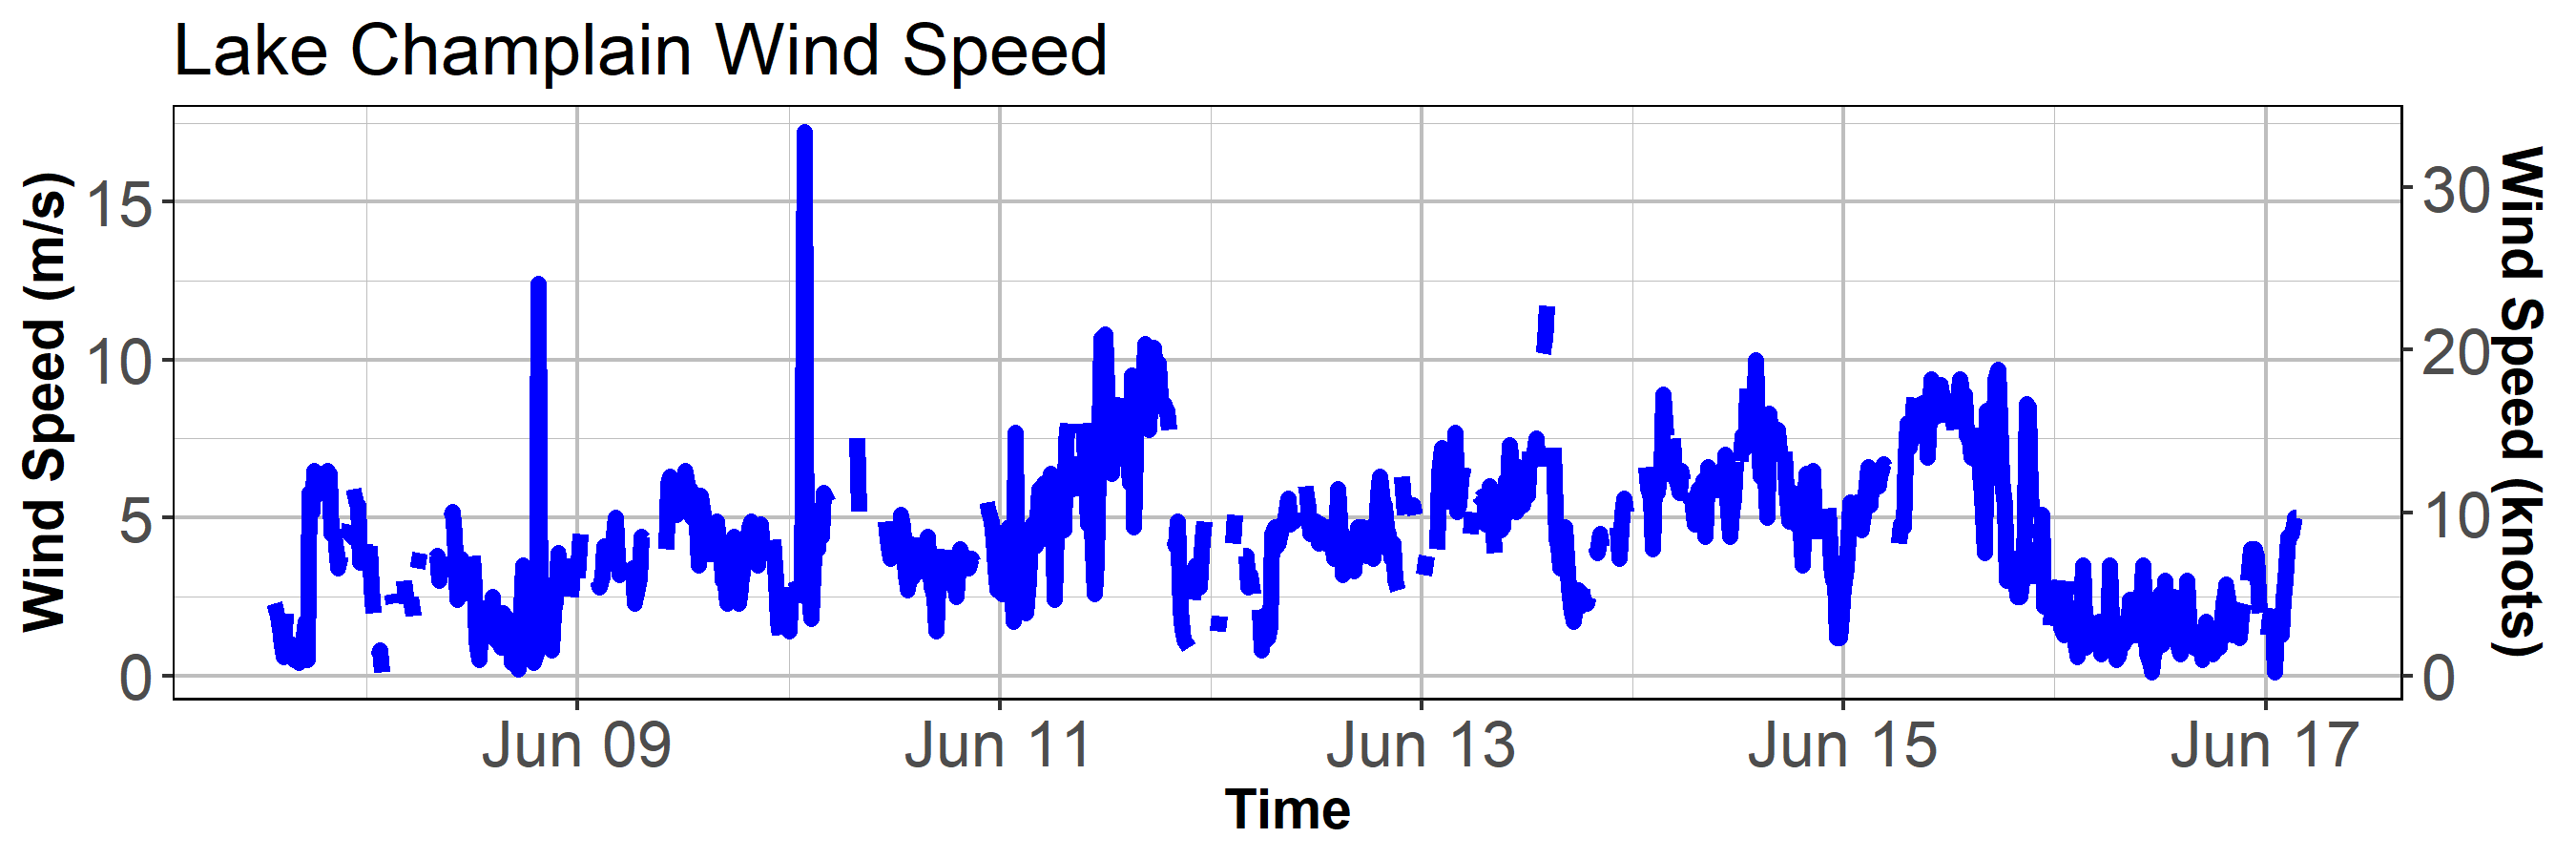 Lake Champlain Wind Speed
Wind Speed (m/s)
15
10
5
0
30
20
10
0
Wind Speed (knots)
Jun 09
Jun 11
Jun 13
Jun 15
Jun 17
Time